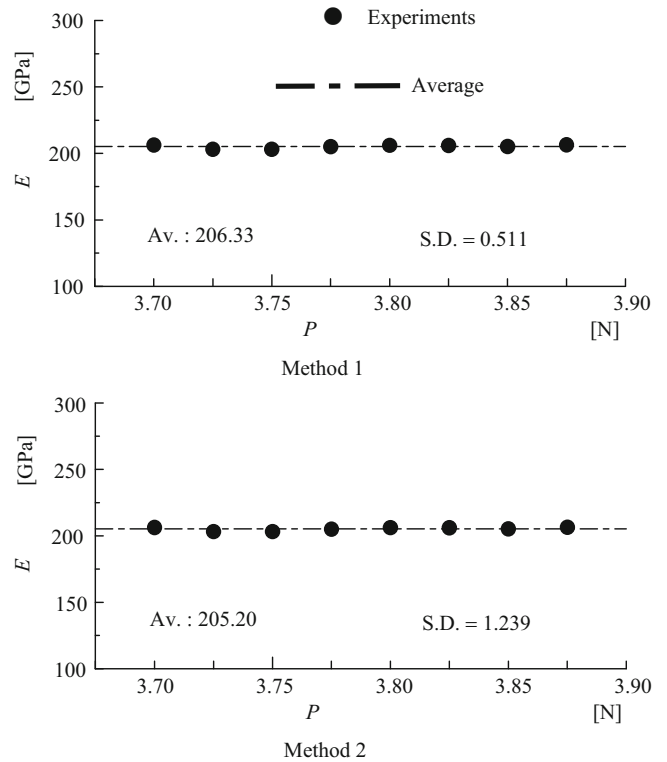 Experiments
Average
300
250
200
150
100
[GPa]
E
Av. : 206.33
S.D. = 0.511
3.70 3.75 3.80 3.85 3.90
P [N]
Method 1
300
250
200
150
100
[GPa]
E
Av. : 205.20
S.D. = 1.239
3.70 3.75 3.80 3.85 3.90
P [N]
Method 2